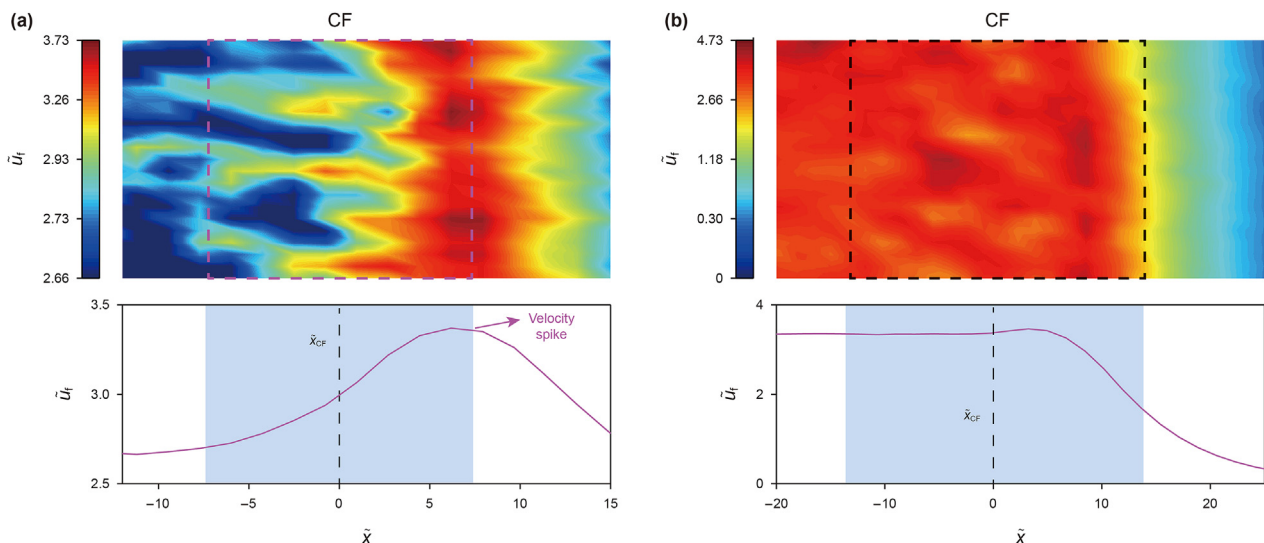 (a)
CF
ũf
3.73
3.26
2.93
2.73
2.66
(b)
CF
ũf
4.73
2.66
1.18
0.30
0
ũf
3.5
3.0
2.5
x̃CF
Velocity
spike
−10 −5 0 5 10 15
x̃
ũf
4
2
0
x̃CF
−20 −10 0 10 20
x̃